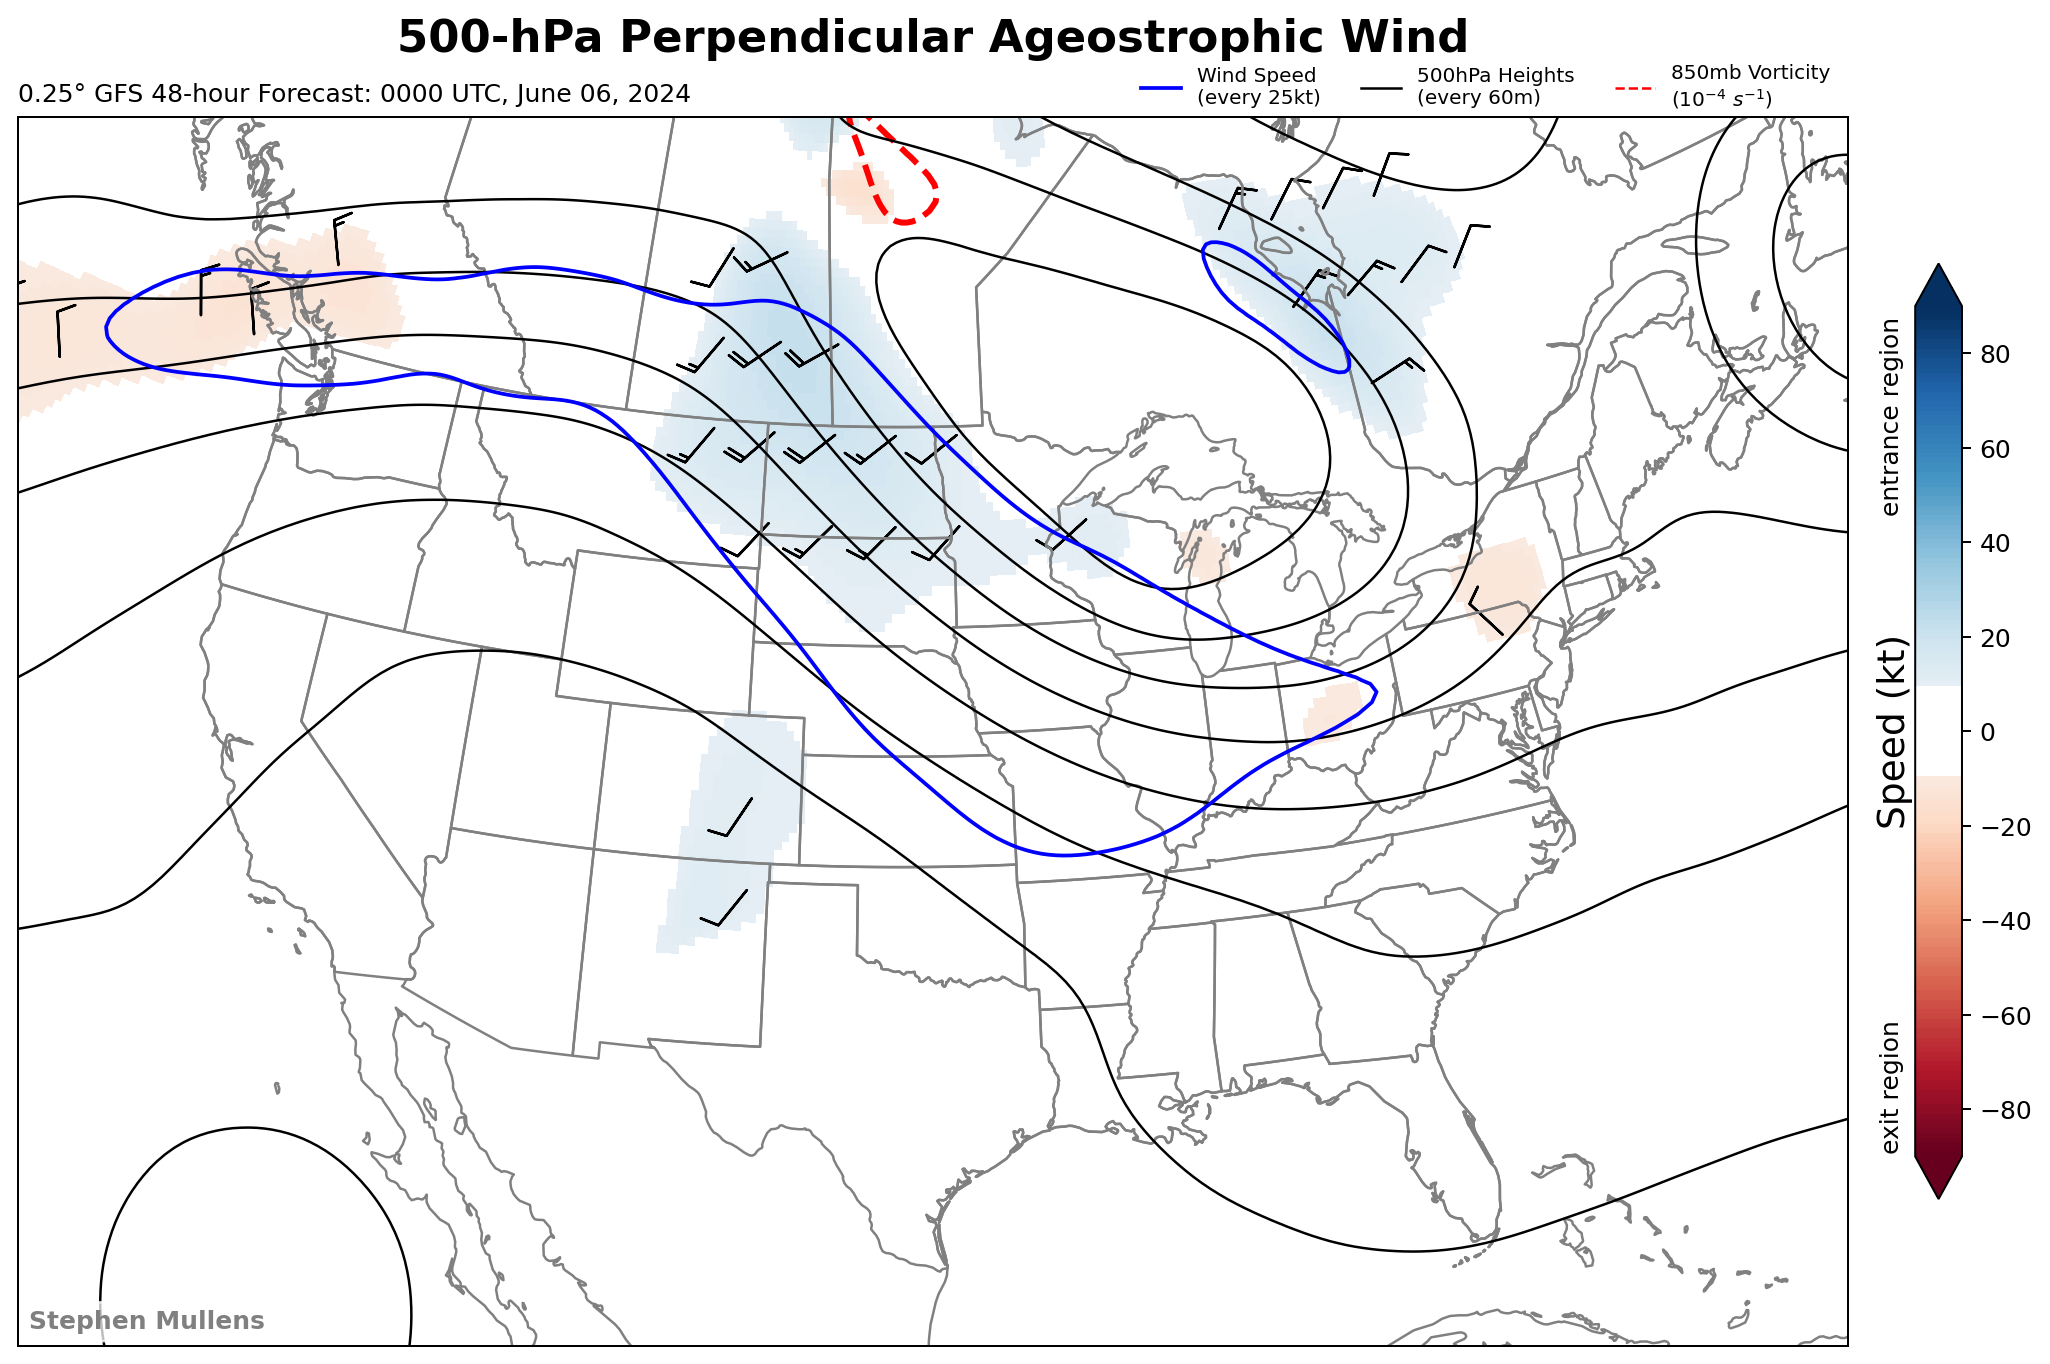 500-hPa Perpendicular Ageostrophic Wind
0.25° GFS 48-hour Forecast: 0000 UTC, June 06, 2024
Wind Speed
(every 25kt)
500hPa Heights
(every 60m)
850mb Vorticity
(10⁻⁴ s⁻¹)
entrance region
Speed (kt)
exit region
80
60
40
20
0
−20
−40
−60
−80
Stephen Mullens